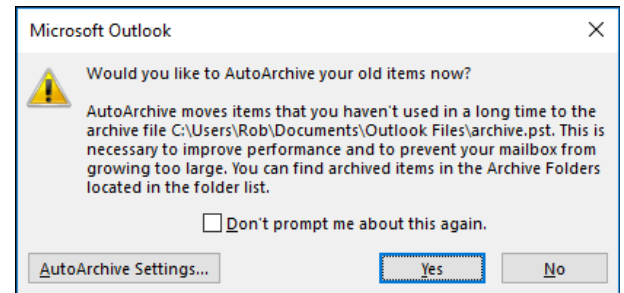 Microsoft Outlook
Would you like to AutoArchive your old items now?
AutoArchive moves items that you haven't used in a long time to the
archive file C:\Users\Rob\Documents\Outlook Files\archive.pst. This is
necessary to improve performance and to prevent your mailbox from
growing too large. You can find archived items in the Archive Folders
located in the folder list.
Don't prompt me about this again.
AutoArchive Settings...
Yes
No